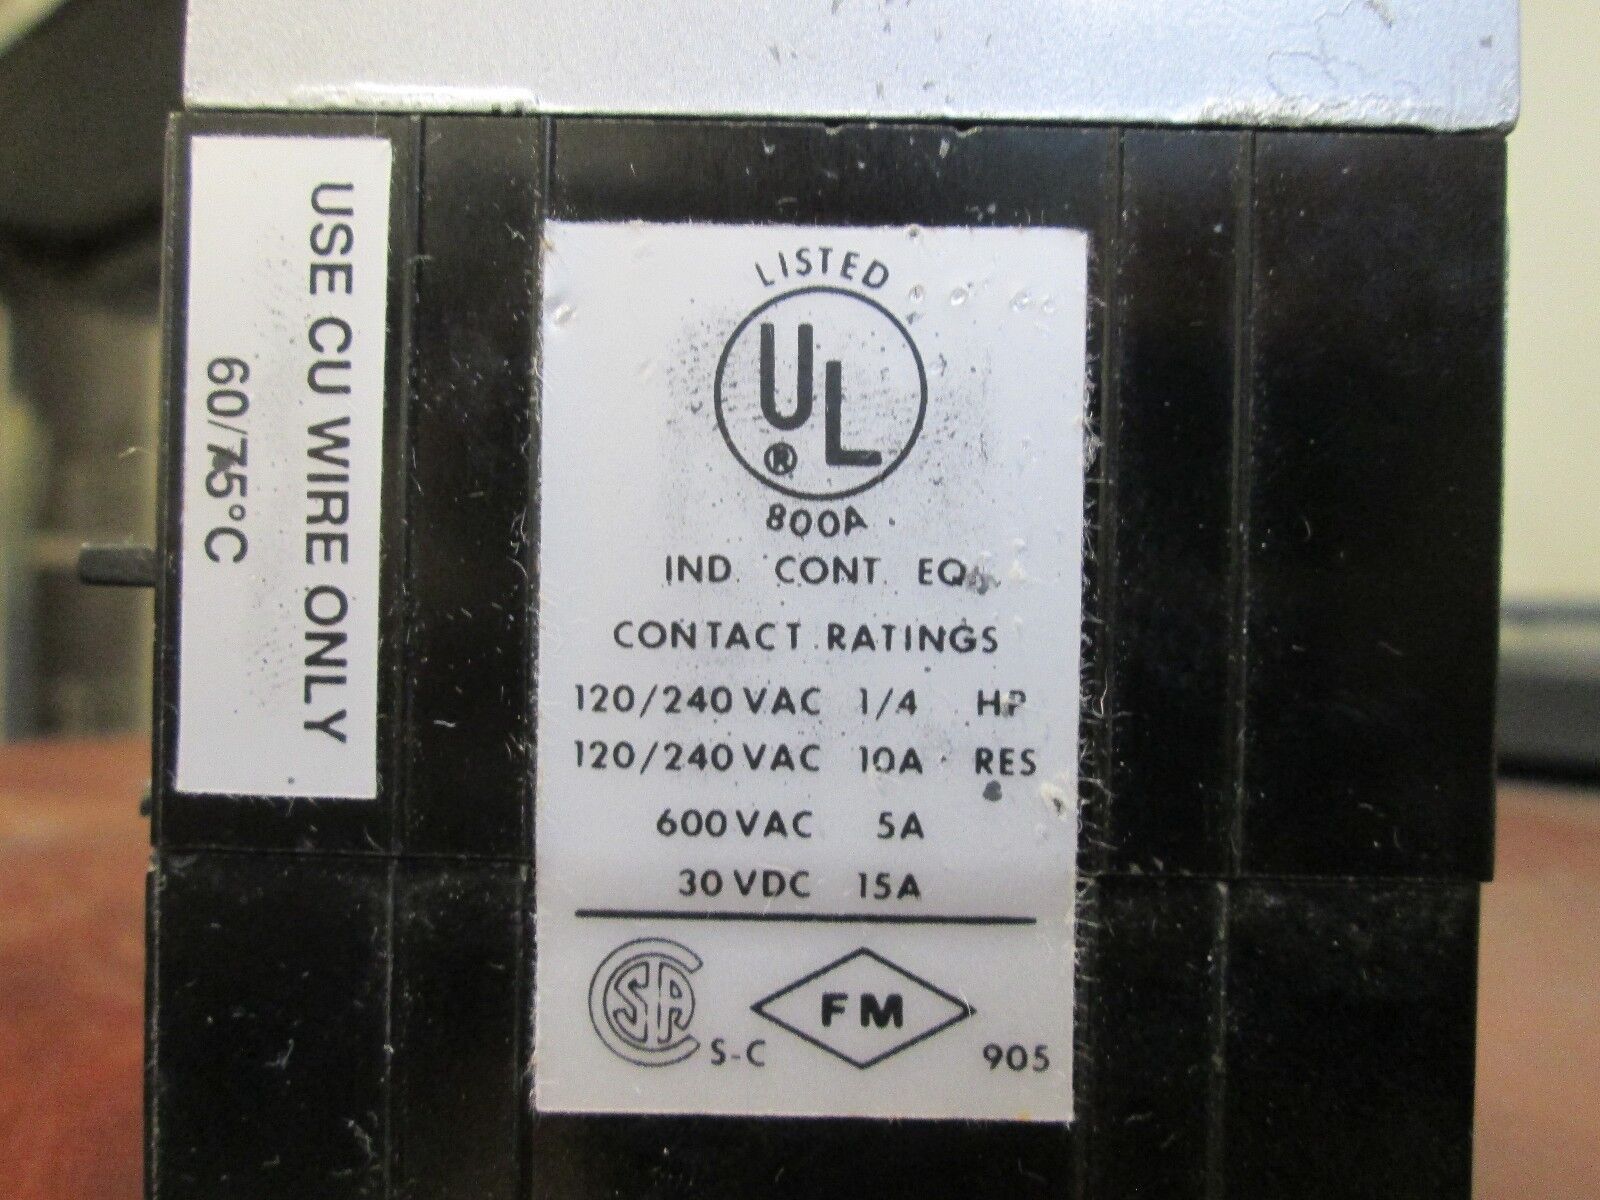 USE CU WIRE ONLY
60/75°C
LISTED
UL
®
800A
IND. CONT. EQ.
CONTACT RATINGS
120/240 VAC 1/4 HP
120/240 VAC 10A RES
600 VAC 5A
30 VDC 15A
CSA S-C
FM
905